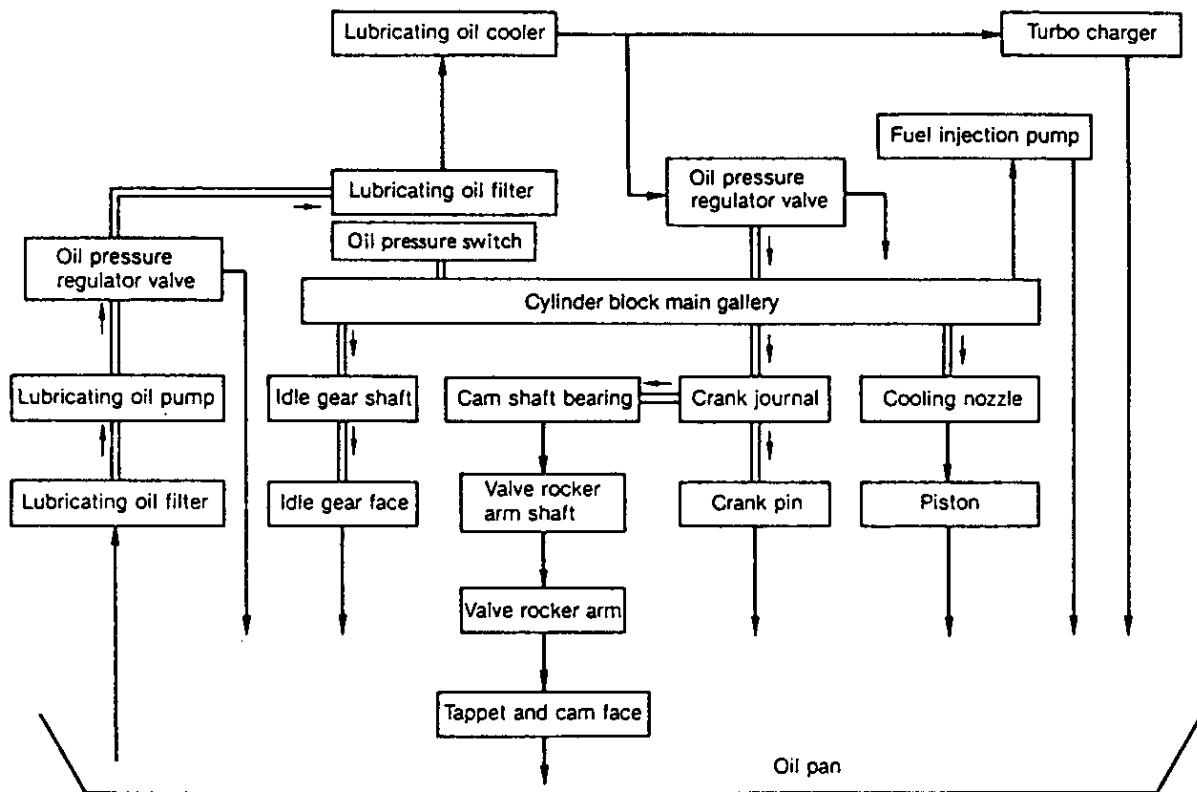 Lubricating oil cooler
Turbo charger
Fuel injection pump
Lubricating oil filter
Oil pressure
regulator valve
Oil pressure switch
Oil pressure
regulator valve
Cylinder block main gallery
Lubricating oil pump
Idle gear shaft
Cam shaft bearing
Crank journal
Cooling nozzle
Lubricating oil filter
Idle gear face
Valve rocker
arm shaft
Crank pin
Piston
Valve rocker arm
Tappet and cam face
Oil pan